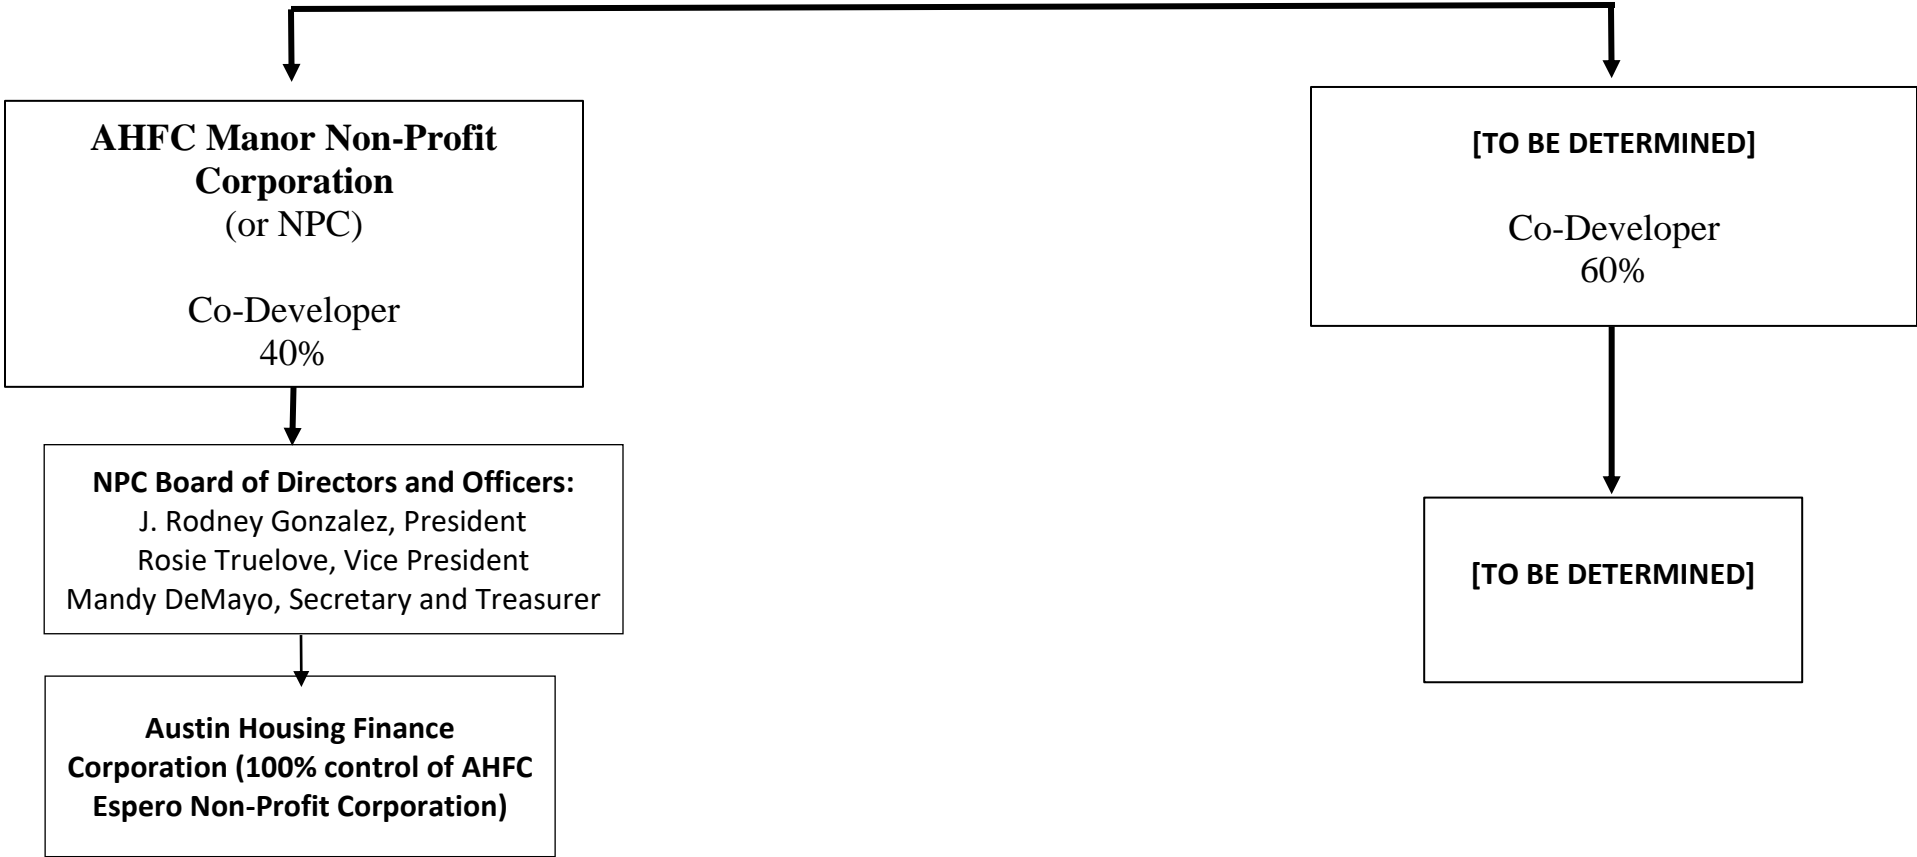 AHFC Manor Non-Profit
Corporation
(or NPC)
Co-Developer
40%
[TO BE DETERMINED]
Co-Developer
60%
NPC Board of Directors and Officers:
J. Rodney Gonzalez, President
Rosie Truelove, Vice President
Mandy DeMayo, Secretary and Treasurer
[TO BE DETERMINED]
Austin Housing Finance
Corporation (100% control of AHFC
Espero Non-Profit Corporation)